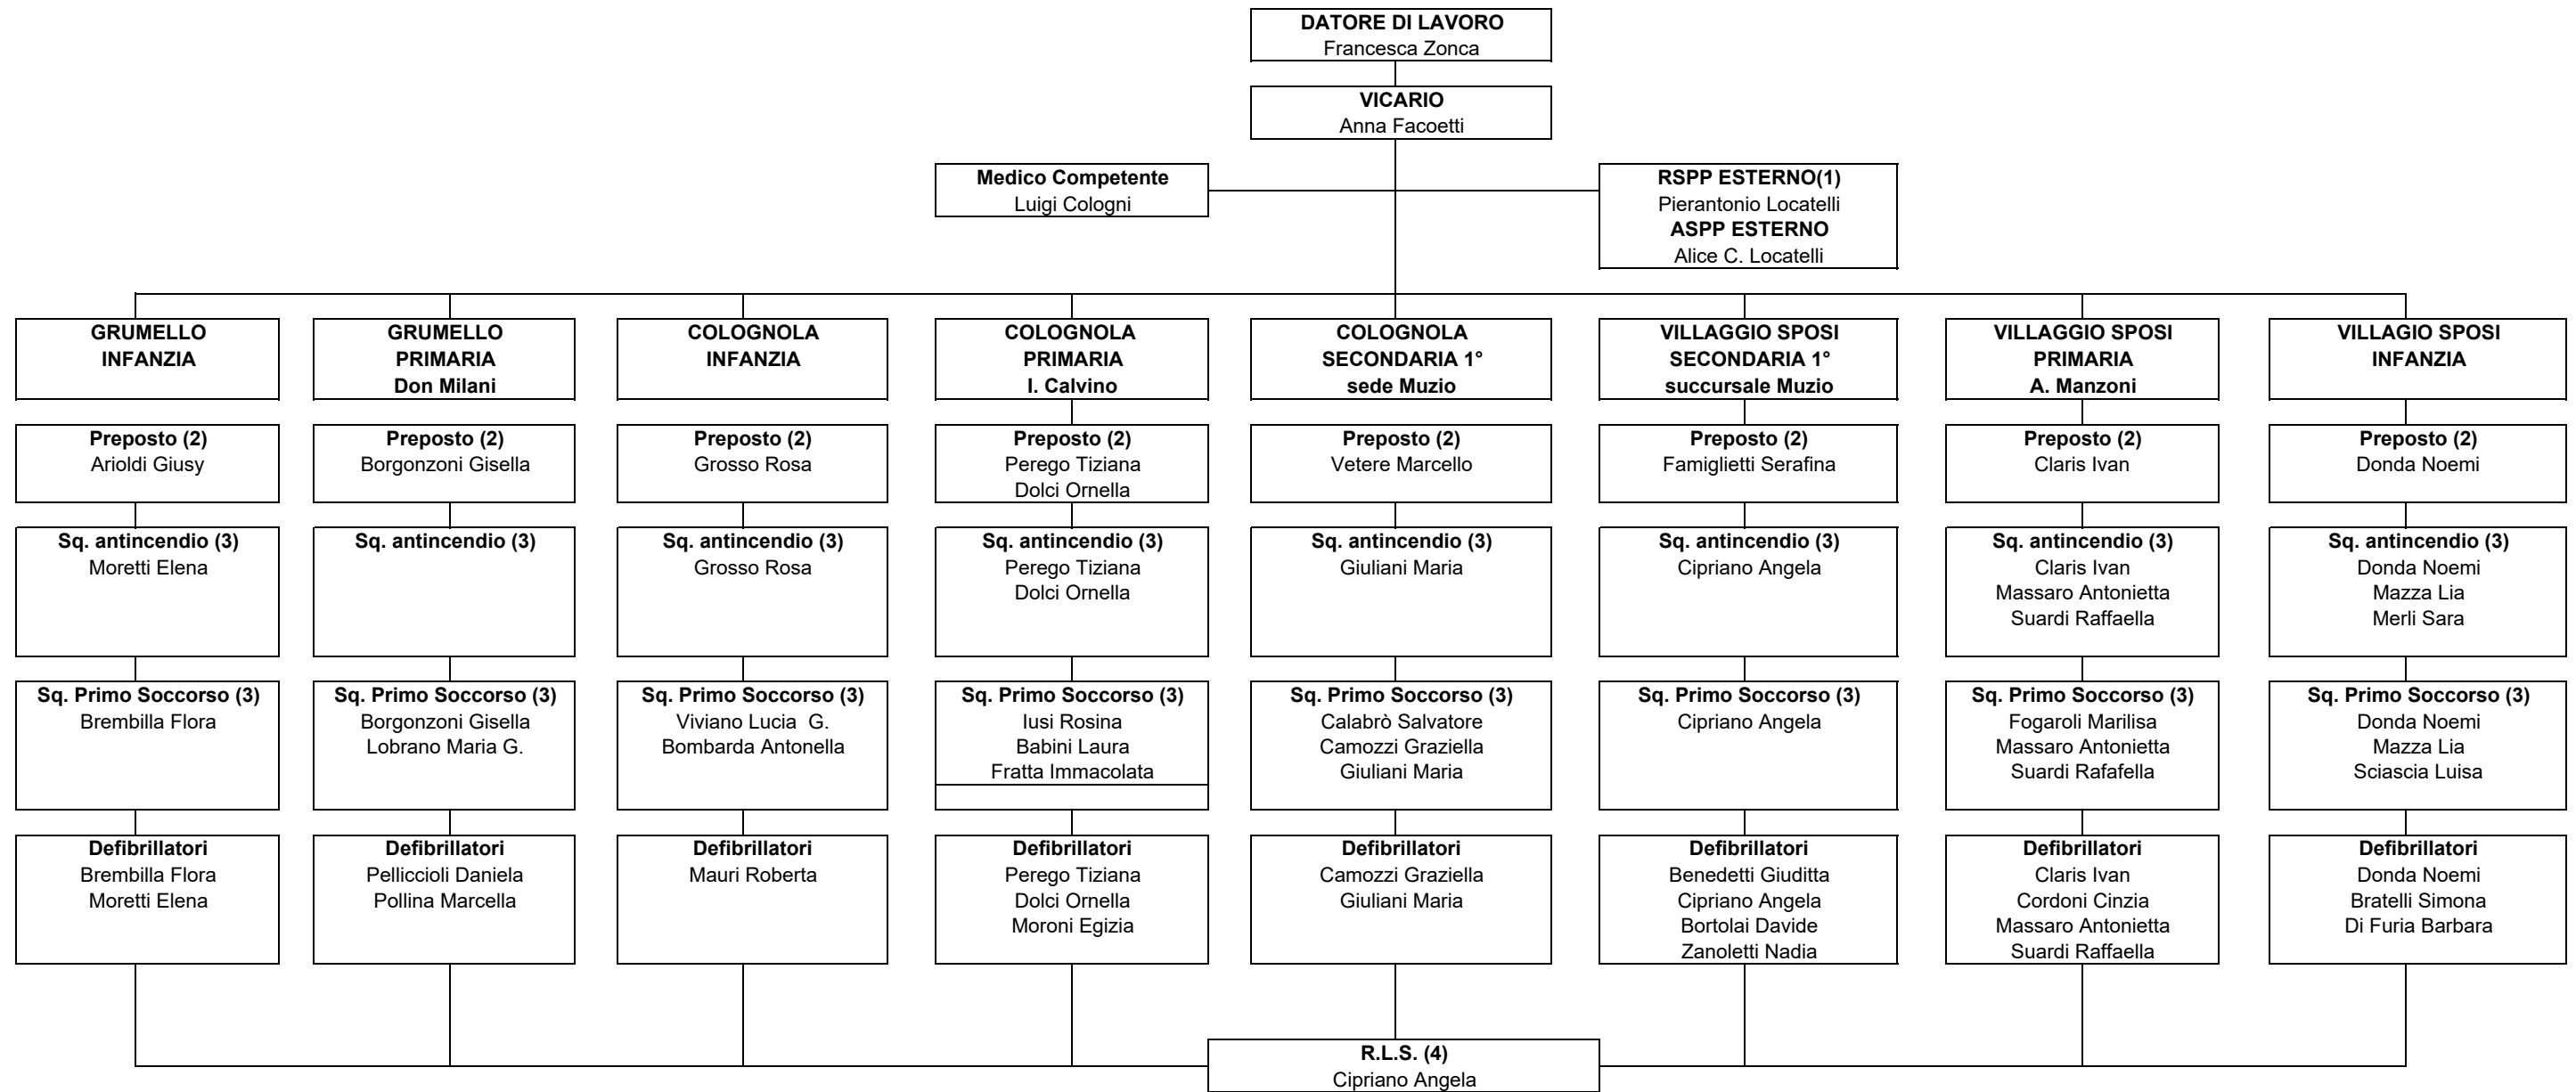 DATORE DI LAVORO
Francesca Zonca
VICARIO
Anna Facoetti
Medico Competente
Luigi Cologni
RSPP ESTERNO(1)
Pierantonio Locatelli
ASPP ESTERNO
Alice C. Locatelli
GRUMELLO
INFANZIA
GRUMELLO
PRIMARIA
Don Milani
COLOGNOLA
INFANZIA
COLOGNOLA
PRIMARIA
I. Calvino
COLOGNOLA
SECONDARIA 1°
sede Muzio
VILLAGGIO SPOSI
SECONDARIA 1°
succursale Muzio
VILLAGGIO SPOSI
PRIMARIA
A. Manzoni
VILLAGIO SPOSI
INFANZIA
Preposto (2)
Arioldi Giusy
Preposto (2)
Borgonzoni Gisella
Preposto (2)
Grosso Rosa
Preposto (2)
Perego Tiziana
Dolci Ornella
Preposto (2)
Vetere Marcello
Preposto (2)
Famiglietti Serafina
Preposto (2)
Claris Ivan
Preposto (2)
Donda Noemi
Sq. antincendio (3)
Moretti Elena
Sq. antincendio (3)
Sq. antincendio (3)
Grosso Rosa
Sq. antincendio (3)
Perego Tiziana
Dolci Ornella
Sq. antincendio (3)
Giuliani Maria
Sq. antincendio (3)
Cipriano Angela
Sq. antincendio (3)
Claris Ivan
Massaro Antonietta
Suardi Raffaella
Sq. antincendio (3)
Donda Noemi
Mazza Lia
Merli Sara
Sq. Primo Soccorso (3)
Brembilla Flora
Sq. Primo Soccorso (3)
Borgonzoni Gisella
Lobrano Maria G.
Sq. Primo Soccorso (3)
Viviano Lucia  G.
Bombarda Antonella
Sq. Primo Soccorso (3)
Iusi Rosina
Babini Laura
Fratta Immacolata
Sq. Primo Soccorso (3)
Calabrò Salvatore
Camozzi Graziella
Giuliani Maria
Sq. Primo Soccorso (3)
Cipriano Angela
Sq. Primo Soccorso (3)
Fogaroli Marilisa
Massaro Antonietta
Suardi Rafafella
Sq. Primo Soccorso (3)
Donda Noemi
Mazza Lia
Sciascia Luisa
Defibrillatori
Brembilla Flora
Moretti Elena
Defibrillatori
Pelliccioli Daniela
Pollina Marcella
Defibrillatori
Mauri Roberta
Defibrillatori
Perego Tiziana
Dolci Ornella
Moroni Egizia
Defibrillatori
Camozzi Graziella
Giuliani Maria
Defibrillatori
Benedetti Giuditta
Cipriano Angela
Bortolai Davide
Zanoletti Nadia
Defibrillatori
Claris Ivan
Cordoni Cinzia
Massaro Antonietta
Suardi Raffaella
Defibrillatori
Donda Noemi
Bratelli Simona
Di Furia Barbara
R.L.S. (4)
Cipriano Angela